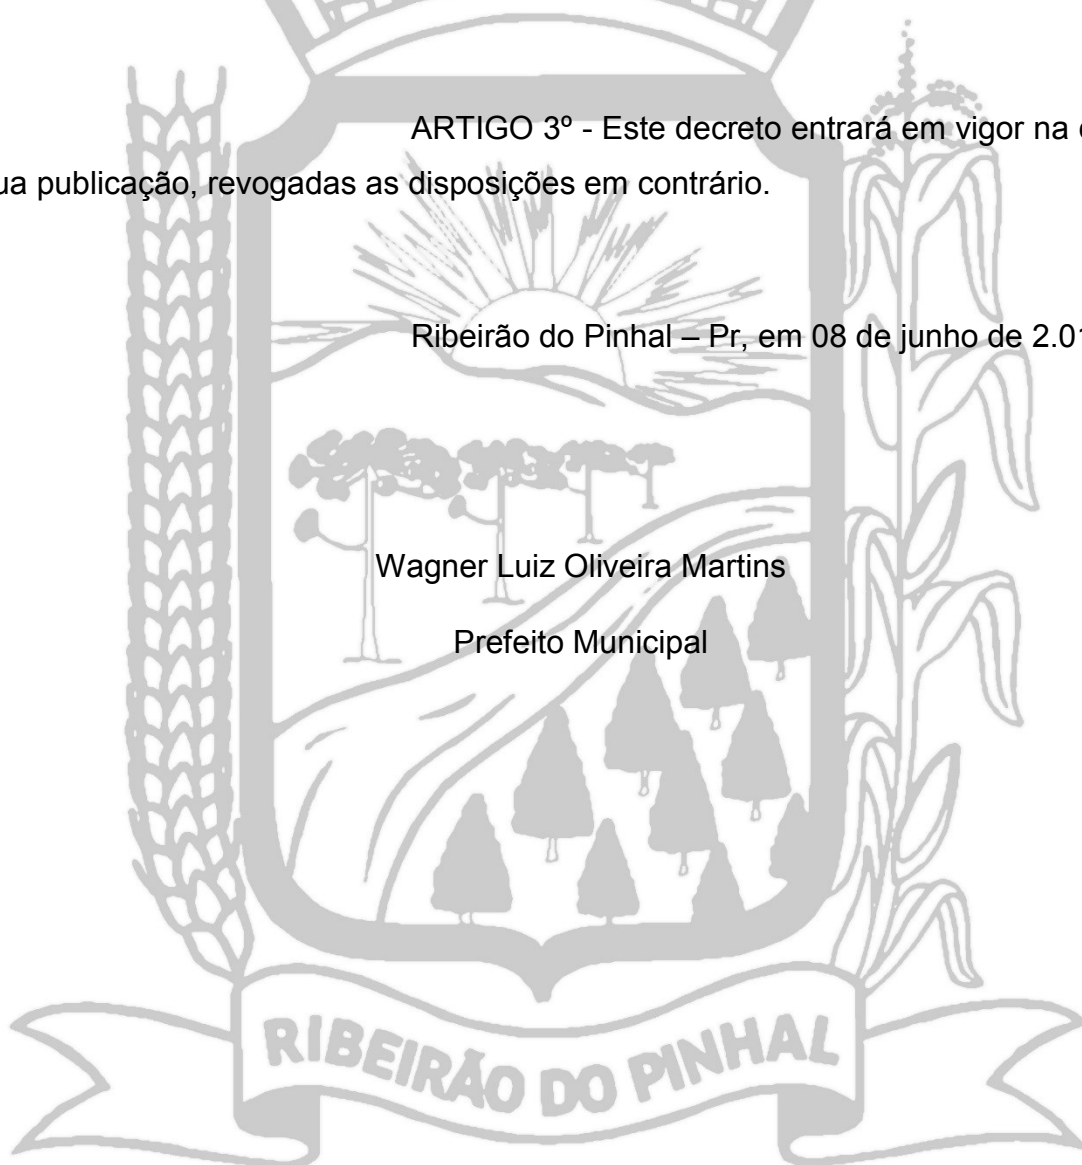 ARTIGO 3º - Este decreto entrará em vigor na
ua publicação, revogadas as disposições em contrário.
Ribeirão do Pinhal – Pr, em 08 de junho de 2.01
Wagner Luiz Oliveira Martins
Prefeito Municipal
RIBEIRÃO DO PINHAL